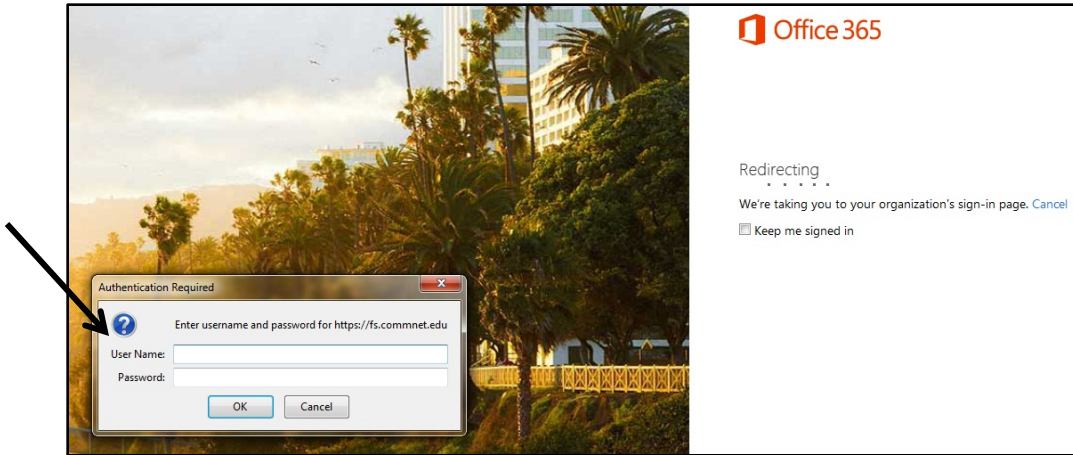 Office 365
Redirecting
We're taking you to your organization's sign-in page. Cancel
Keep me signed in
Authentication Required
Enter username and password for https://fs.commnet.edu
User Name:
Password:
OK Cancel